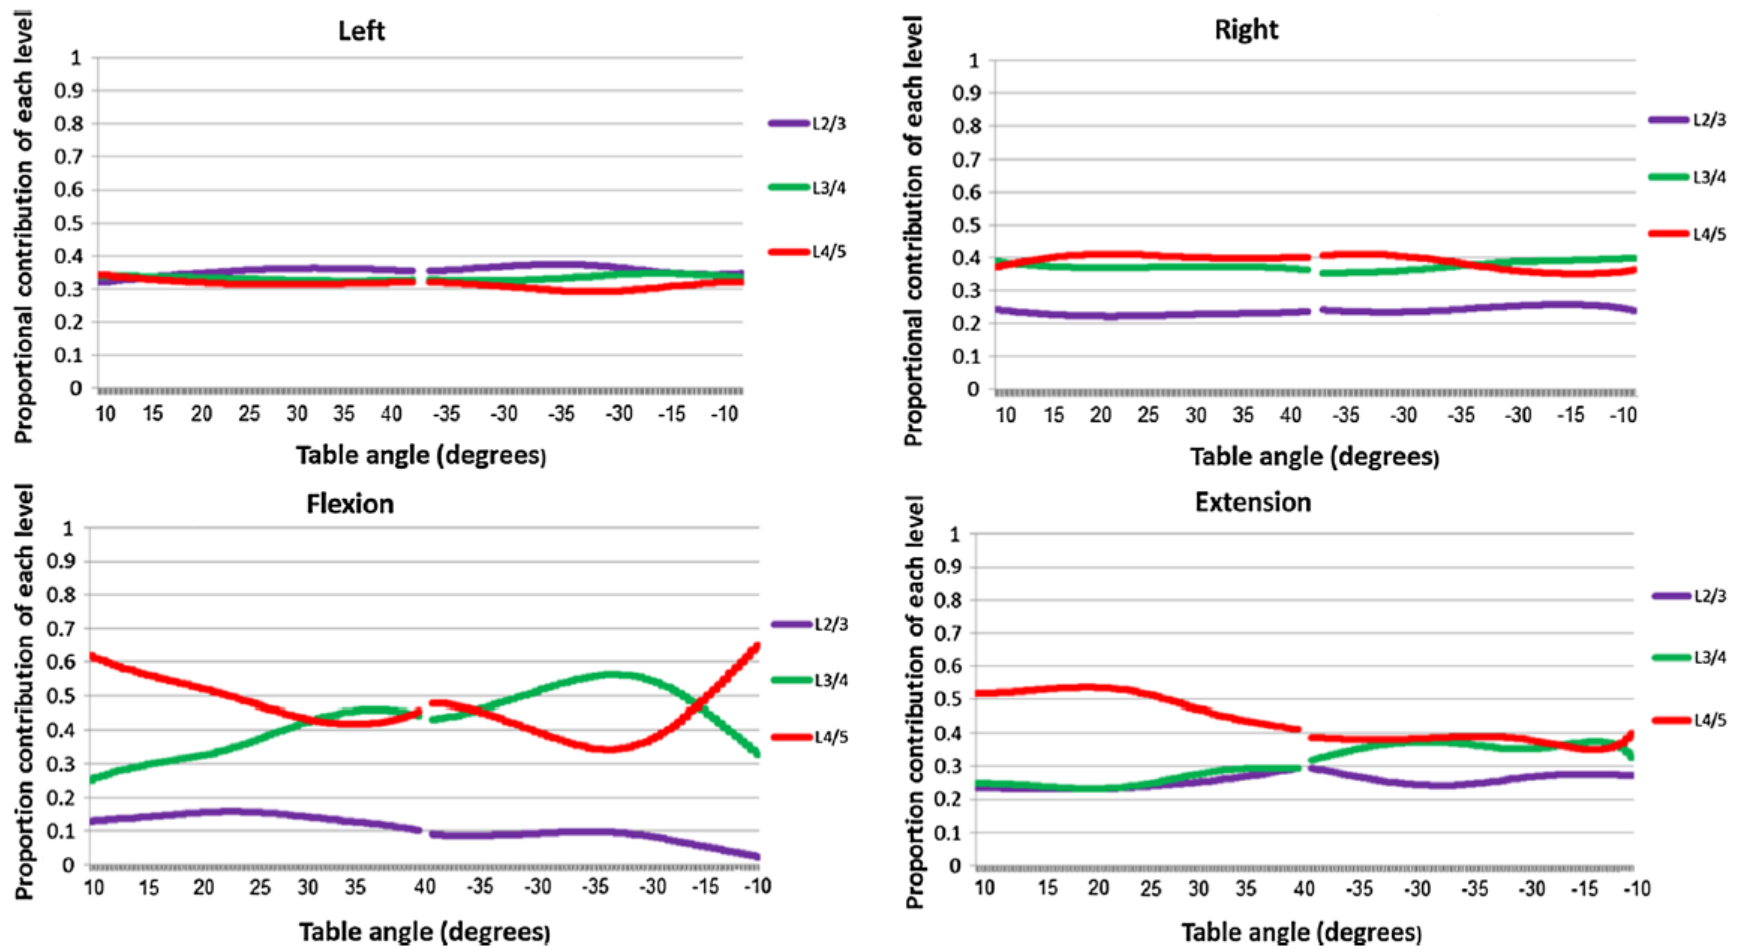 Left
Proportional contribution of each level
1
0.9
0.8
0.7
0.6
0.5
0.4
0.3
0.2
0.1
0
10 15 20 25 30 35 40 -35 -30 -35 -30 -15 -10
Table angle (degrees)
L2/3
L3/4
L4/5
Right
Proportional contribution of each level
1
0.9
0.8
0.7
0.6
0.5
0.4
0.3
0.2
0.1
0
10 15 20 25 30 35 40 -35 -30 -35 -30 -15 -10
Table angle (degrees)
L2/3
L3/4
L4/5
Flexion
Proportion contribution of each level
1
0.9
0.8
0.7
0.6
0.5
0.4
0.3
0.2
0.1
0
10 15 20 25 30 35 40 -35 -30 -35 -30 -15 -10
Table angle (degrees)
L2/3
L3/4
L4/5
Extension
Proportion contribution of each level
1
0.9
0.8
0.7
0.6
0.5
0.4
0.3
0.2
0.1
0
10 15 20 25 30 35 40 -35 -30 -30 -15 -10
Table angle (degrees)
L2/3
L3/4
L4/5